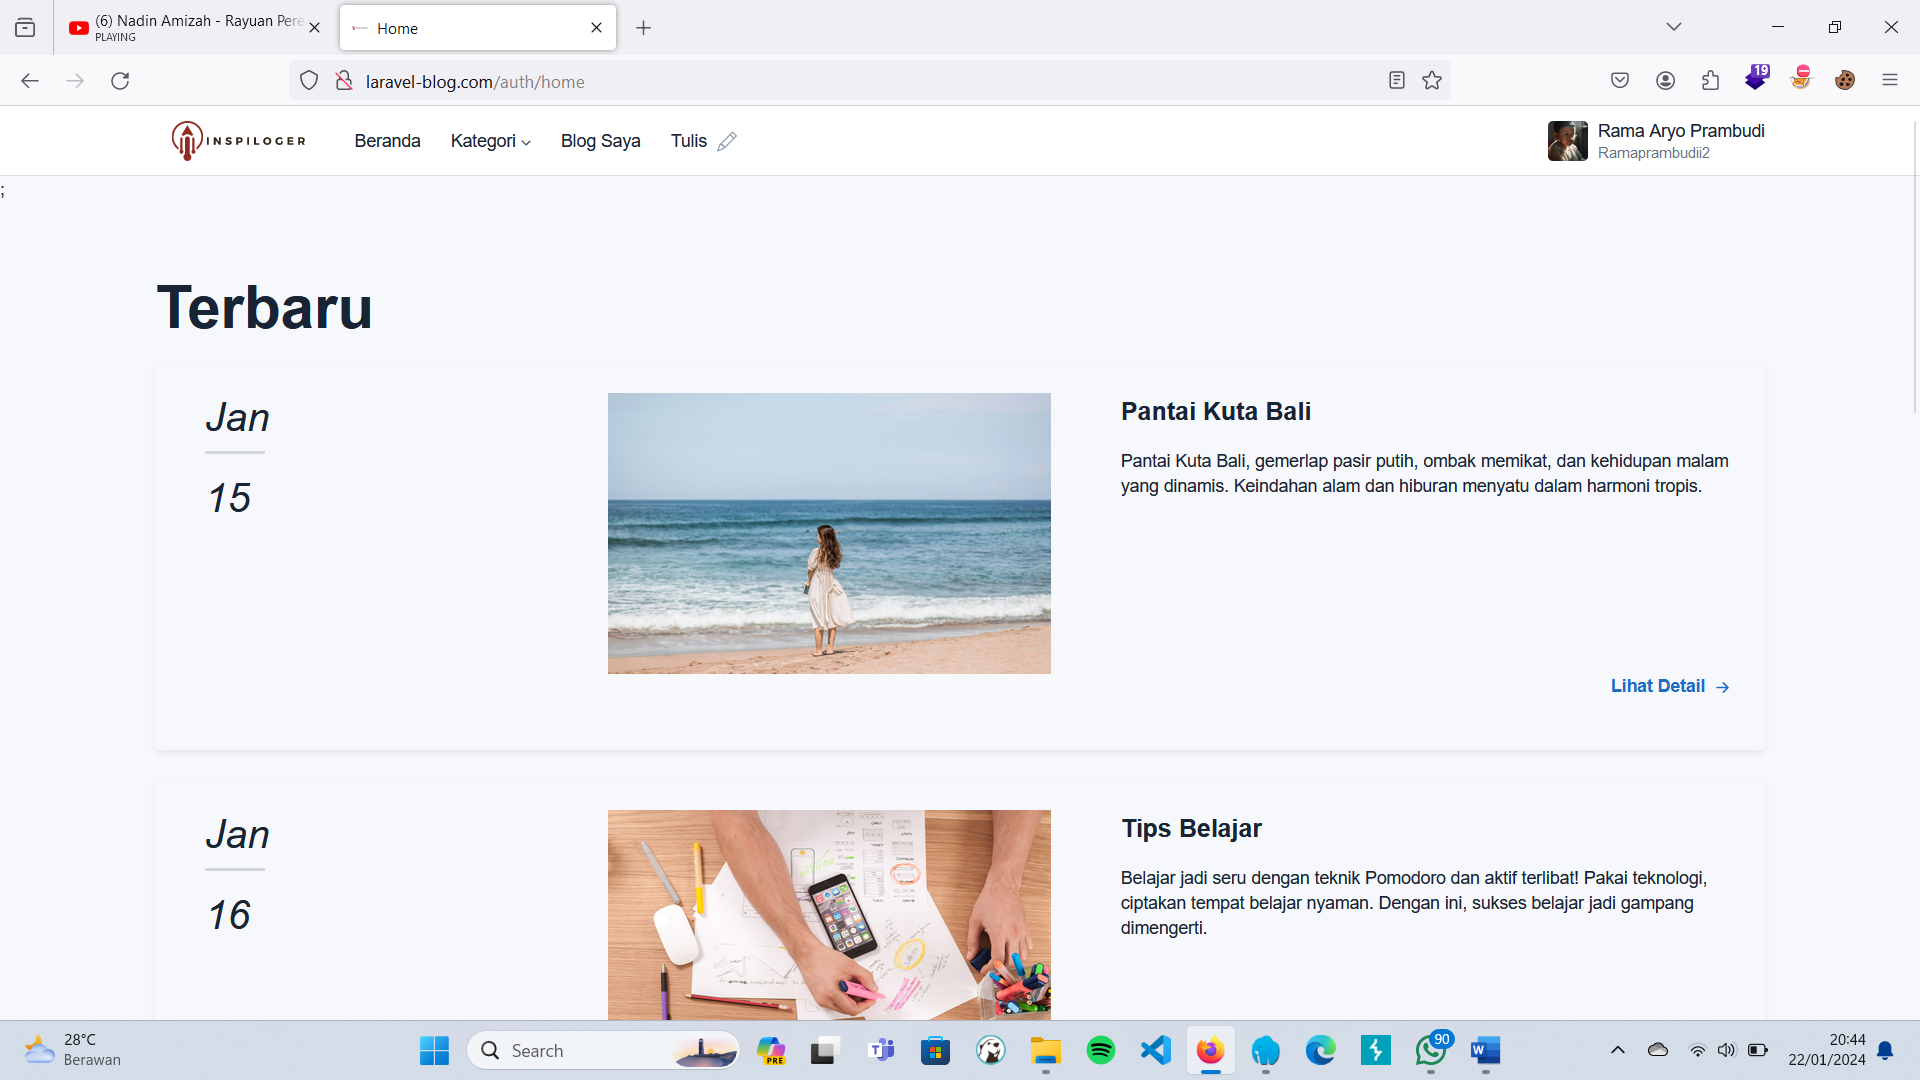 (6) Nadin Amizah - Rayuan Pere
PLAYING
Home
laravel-blog.com/auth/home
19
INSPILOGER
Beranda
Kategori
Blog Saya
Tulis
Rama Aryo Prambudi
Ramaprambudii2
;
Terbaru
Jan
15
Pantai Kuta Bali
Pantai Kuta Bali, gemerlap pasir putih, ombak memikat, dan kehidupan malam
yang dinamis. Keindahan alam dan hiburan menyatu dalam harmoni tropis.
Lihat Detail
Jan
16
Tips Belajar
Belajar jadi seru dengan teknik Pomodoro dan aktif terlibat! Pakai teknologi,
ciptakan tempat belajar nyaman. Dengan ini, sukses belajar jadi gampang
dimengerti.
28°C
Berawan
Search
PRE
90
20:44
22/01/2024